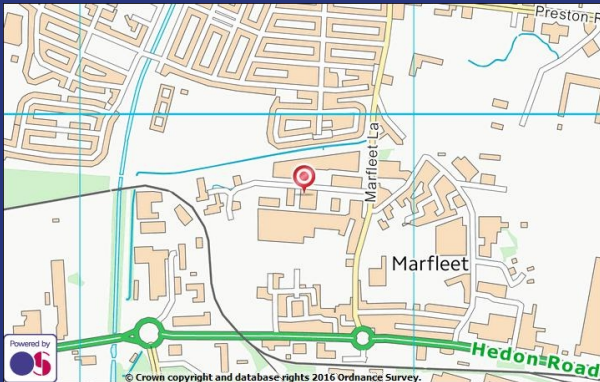 Preston R
Marfleet La
Marfleet
Hedon Road
Powered by
OS
© Crown copyright and database rights 2016 Ordnance Survey.